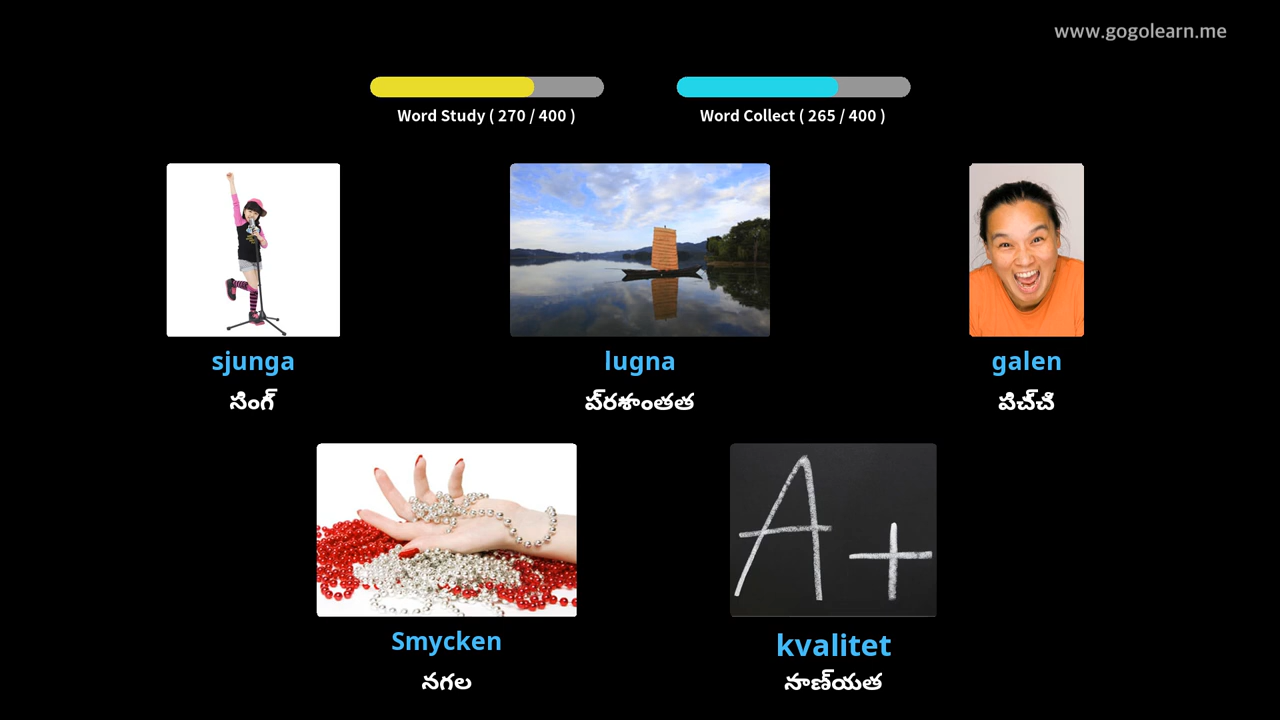 www.gogolearn.me
Word Study ( 270 / 400 )
Word Collect ( 265 / 400 )
sjunga
సింగ్
lugna
ప్రశాంతత
galen
పిచ్చి
Smycken
నగల
kvalitet
నాణ్యత
A+